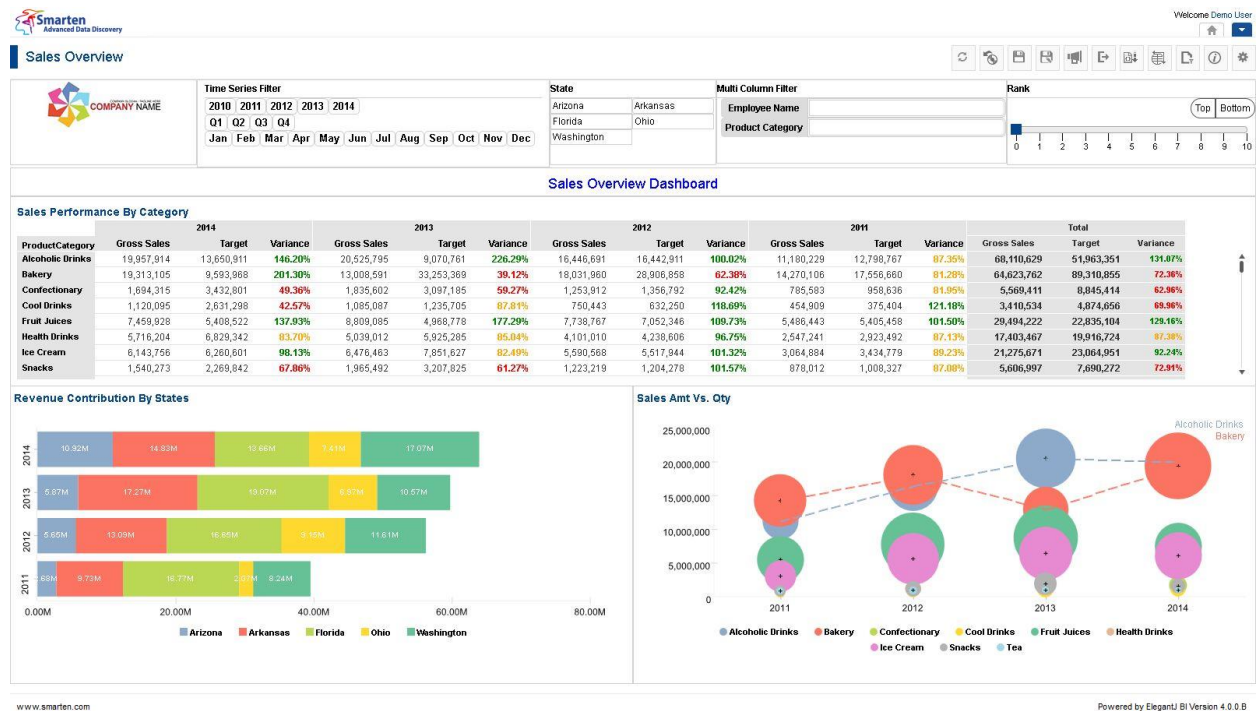 Smarten
Advanced Data Discovery
Welcome Demo User
Sales Overview
COMPANY NAME
Time Series Filter
2010 2011 2012 2013 2014
Q1 Q2 Q3 Q4
Jan Feb Mar Apr May Jun Jul Aug Sep Oct Nov Dec
State
Arizona Arkansas
Florida Ohio
Washington
Multi Column Filter
Employee Name
Product Category
Rank
Top Bottom
0 1 2 3 4 5 6 7 8 9 10
Sales Overview Dashboard
Sales Performance By Category
2014 2013 2012 2011 Total
ProductCategory Gross Sales Target Variance Gross Sales Target Variance Gross Sales Target Variance Gross Sales Target Variance Gross Sales Target Variance
Alcoholic Drinks 19,957,914 13,650,911 146.20% 20,525,795 9,070,761 226.29% 16,446,691 16,442,911 100.02% 11,180,229 12,798,767 87.35% 68,110,629 51,963,351 131.07%
Bakery 19,313,105 9,593,968 201.30% 13,008,591 33,253,369 39.12% 18,031,960 28,906,858 62.38% 14,270,106 17,556,660 81.28% 64,623,762 89,310,855 72.36%
Confectionary 1,694,315 3,432,801 49.36% 1,835,602 3,097,185 59.27% 1,253,912 1,356,792 92.42% 785,583 958,636 81.95% 5,569,411 8,845,414 62.96%
Cool Drinks 1,120,095 2,631,298 42.57% 1,085,087 1,235,705 87.81% 750,443 632,250 118.69% 454,909 375,404 121.18% 3,410,534 4,874,656 69.96%
Fruit Juices 7,459,928 5,408,522 137.93% 8,809,085 4,968,778 177.29% 7,738,767 7,052,346 109.73% 5,486,443 5,405,458 101.50% 29,494,222 22,835,104 129.16%
Health Drinks 5,716,204 6,829,342 83.70% 5,039,012 5,925,285 85.04% 4,101,010 4,238,606 96.75% 2,547,241 2,923,492 87.13% 17,403,467 19,916,724 87.38%
Ice Cream 6,143,756 6,260,601 98.13% 6,476,463 7,851,627 82.49% 5,590,568 5,517,944 101.32% 3,064,884 3,434,779 89.23% 21,275,671 23,064,951 92.24%
Snacks 1,540,273 2,269,842 67.86% 1,965,492 3,207,825 61.27% 1,223,219 1,204,278 101.57% 878,012 1,008,327 87.08% 5,606,997 7,690,272 72.91%
Revenue Contribution By States
2014 10.92M 14.83M 13.66M 7.41M 17.07M
2013 5.87M 17.27M 19.07M 10.57M
2012 5.65M 13.09M 16.65M 11.61M
2011 9.73M 16.77M 8.24M
0.00M 20.00M 40.00M 60.00M 80.00M
Arizona Arkansas Florida Ohio Washington
Sales Amt Vs. Qty
Alcoholic Drinks
Bakery
25,000,000
20,000,000
15,000,000
10,000,000
5,000,000
0
2011 2012 2013 2014
Alcoholic Drinks Bakery Confectionary Cool Drinks Fruit Juices Health Drinks
Ice Cream Snacks Tea
www.smarten.com
Powered by ElegantJ BI Version 4.0.0.B